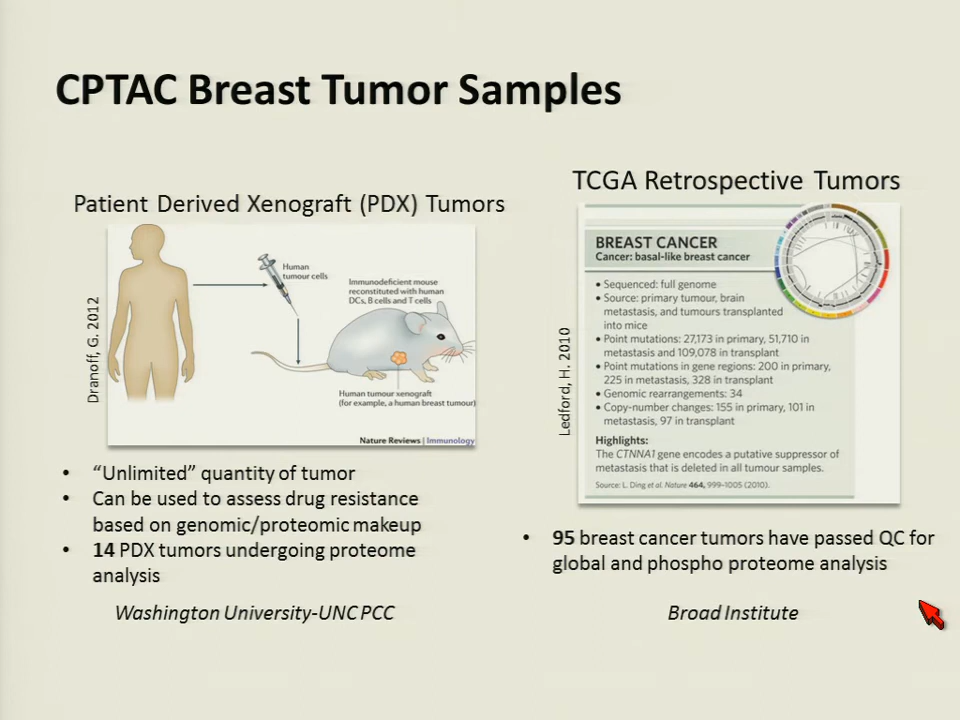 CPTAC Breast Tumor Samples
Patient Derived Xenograft (PDX) Tumors
Dranoff, G. 2012
Human
tumour cells
Immunodeficient mouse
reconstituted with human
DCs, B cells and T cells
Human tumour xenograft
(for example, a human breast tumour)
Nature Reviews | Immunology
• “Unlimited” quantity of tumor
• Can be used to assess drug resistance
based on genomic/proteomic makeup
• 14 PDX tumors undergoing proteome
analysis
Washington University-UNC PCC
TCGA Retrospective Tumors
Ledford, H. 2010
BREAST CANCER
Cancer: basal-like breast cancer
• Sequenced: full genome
• Source: primary tumour, brain
metastasis, and tumours transplanted
into mice
• Point mutations: 27,173 in primary, 51,710 in
metastasis and 109,078 in transplant
• Point mutations in gene regions: 200 in primary,
225 in metastasis, 328 in transplant
• Genomic rearrangements: 34
• Copy-number changes: 155 in primary, 101 in
metastasis, 97 in transplant
Highlights:
The CTNNA1 gene encodes a putative suppressor of
metastasis that is deleted in all tumour samples.
Source: L. Ding et al. Nature 464, 999–1005 (2010).
• 95 breast cancer tumors have passed QC for
global and phospho proteome analysis
Broad Institute